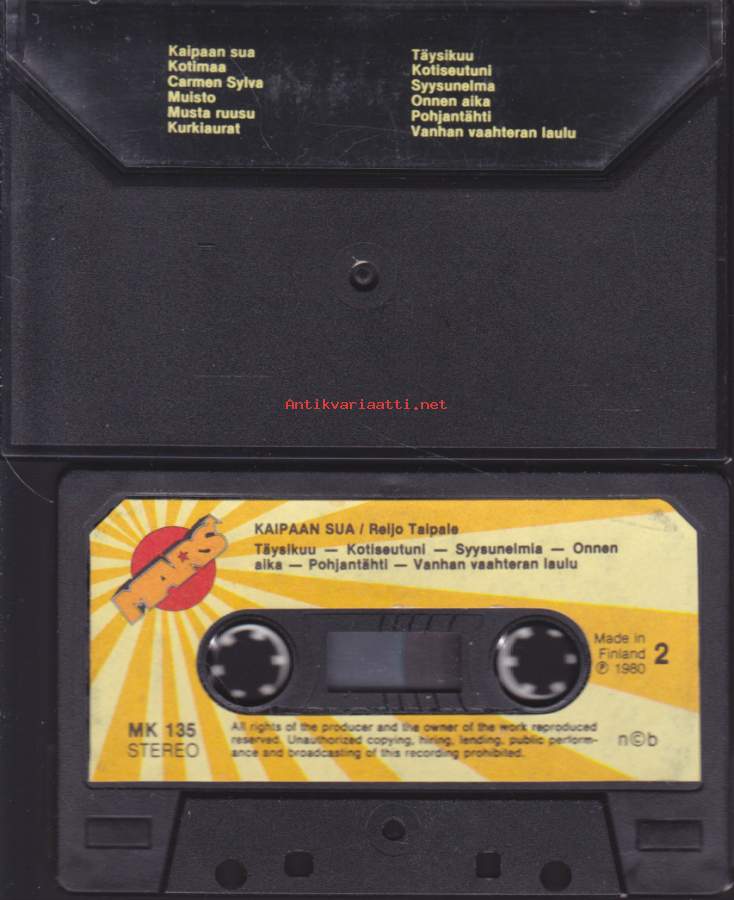 Kaipaan sua
Kotimaa
Carmen Sylva
Muisto
Musta ruusu
Kurkiaurat
Täysikuu
Kotiseutuni
Syysunelma
Onnen aika
Pohjantähti
Vanhan vaahteran laulu
Antikvariaatti.net
MARS
KAIPAAN SUA / Reijo Taipale
Täysikuu — Kotiseutuni — Syysunelmia — Onnen
aika — Pohjantähti — Vanhan vaahteran laulu
Made in
Finland 2
℗ 1980
MK 135
STEREO
All rights of the producer and the owner of the work reproduced
reserved. Unauthorized copying, hiring, lending, public perform-
ance and broadcasting of this recording prohibited.
n©b